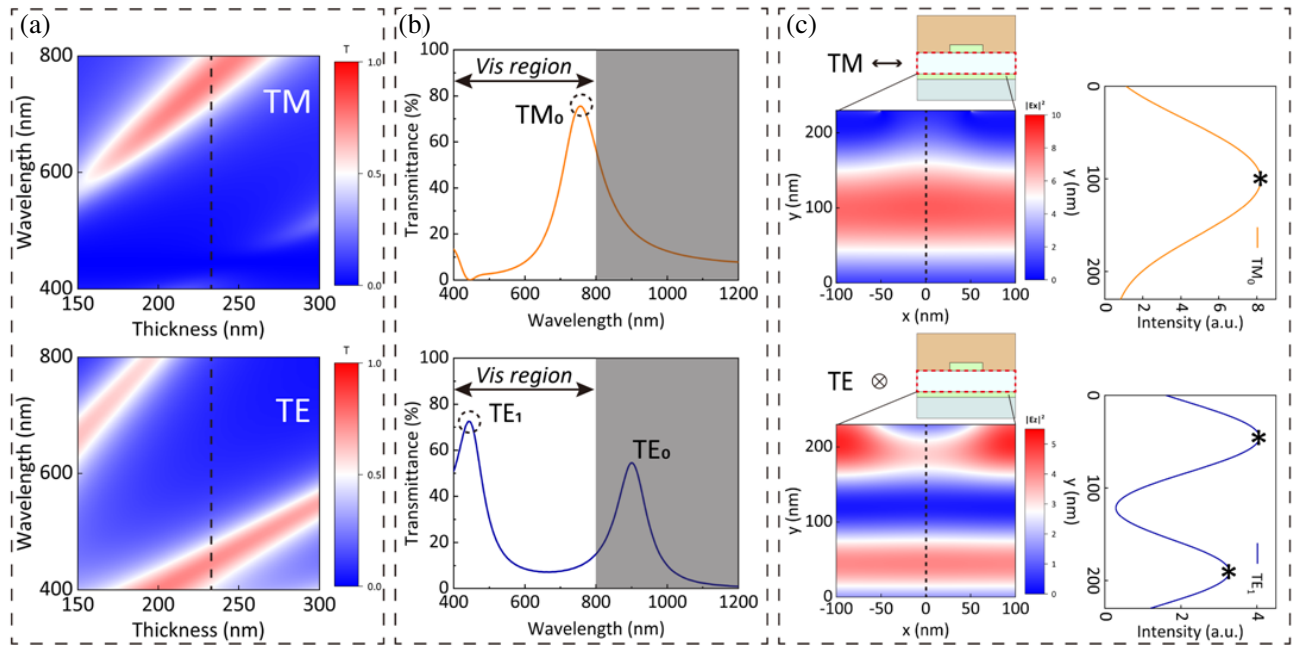 (a)
800
Wavelength (nm)
600
400
150
200
250
300
Thickness (nm)
TM
T
1.0
0.5
0.0
800
Wavelength (nm)
600
400
150
200
250
300
Thickness (nm)
TE
T
1.0
0.5
0.0
(b)
100
80
60
40
20
0
Transmittance (%)
Vis region
TM₀
400
600
800
1000
1200
Wavelength (nm)
100
80
60
40
20
0
Transmittance (%)
Vis region
TE₁
TE₀
400
600
800
1000
1200
Wavelength (nm)
(c)
TM ↔
200
150
100
50
0
y (nm)
-100
-50
0
50
100
x (nm)
|Ex|²
10
8
6
4
2
0
y (nm)
0
100
200
TM₀
0
2
4
6
8
Intensity (a.u.)
TE ⊗
200
150
100
50
0
y (nm)
-100
-50
0
50
100
x (nm)
|Ez|²
5
4
3
2
1
0
y (nm)
0
100
200
TE₁
0
2
4
Intensity (a.u.)